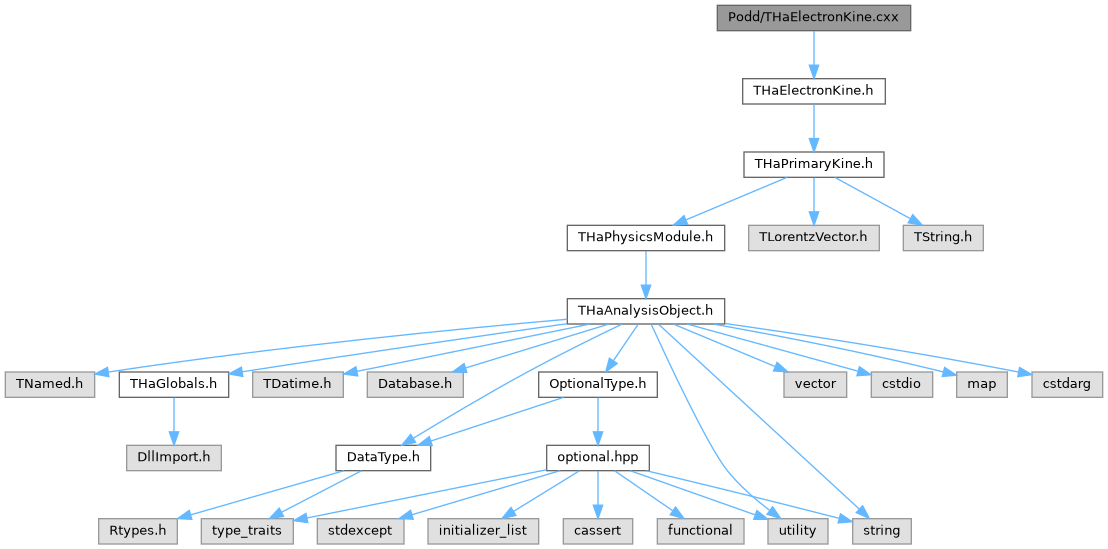 Podd/THaElectronKine.cxx
THaElectronKine.h
THaPrimaryKine.h
THaPhysicsModule.h
TLorentzVector.h
TString.h
THaAnalysisObject.h
TNamed.h
THaGlobals.h
TDatime.h
Database.h
OptionalType.h
vector
cstdio
map
cstdarg
DllImport.h
DataType.h
optional.hpp
Rtypes.h
type_traits
stdexcept
initializer_list
cassert
functional
utility
string